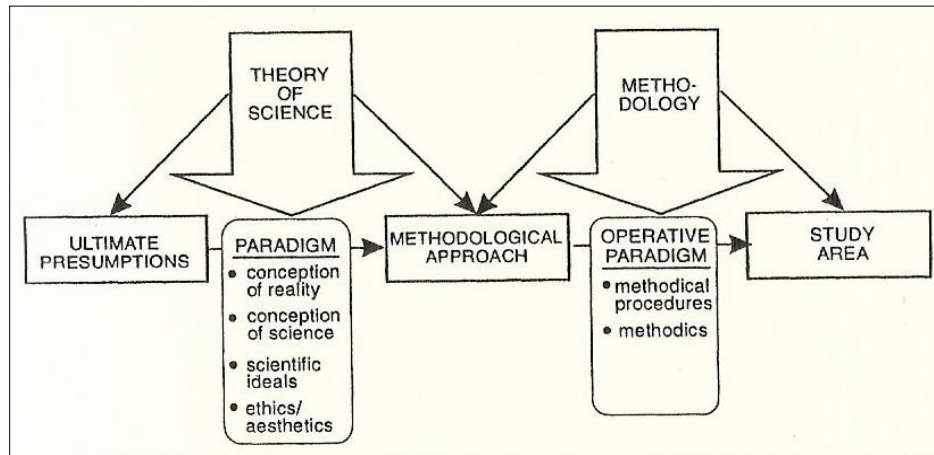 THEORY
OF
SCIENCE
METHO-
DOLOGY
ULTIMATE
PRESUMPTIONS
PARADIGM
• conception
of reality
• conception
of science
• scientific
ideals
• ethics/
aesthetics
METHODOLOGICAL
APPROACH
OPERATIVE
PARADIGM
• methodical
procedures
• methodics
STUDY
AREA